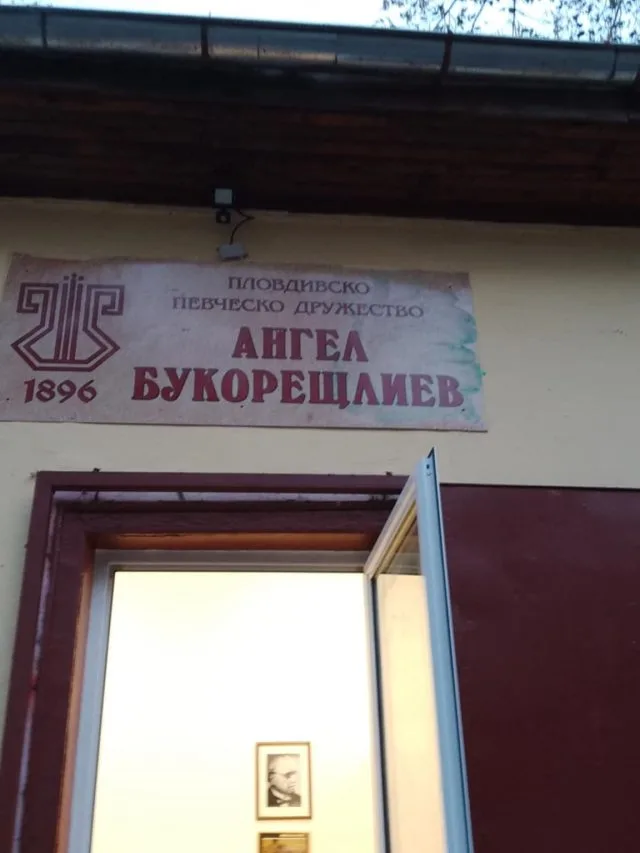 ПЛОВДИВСКО
ПЕВЧЕСКО ДРУЖЕСТВО
АНГЕЛ
БУКОРЕЩЛИЕВ
1896